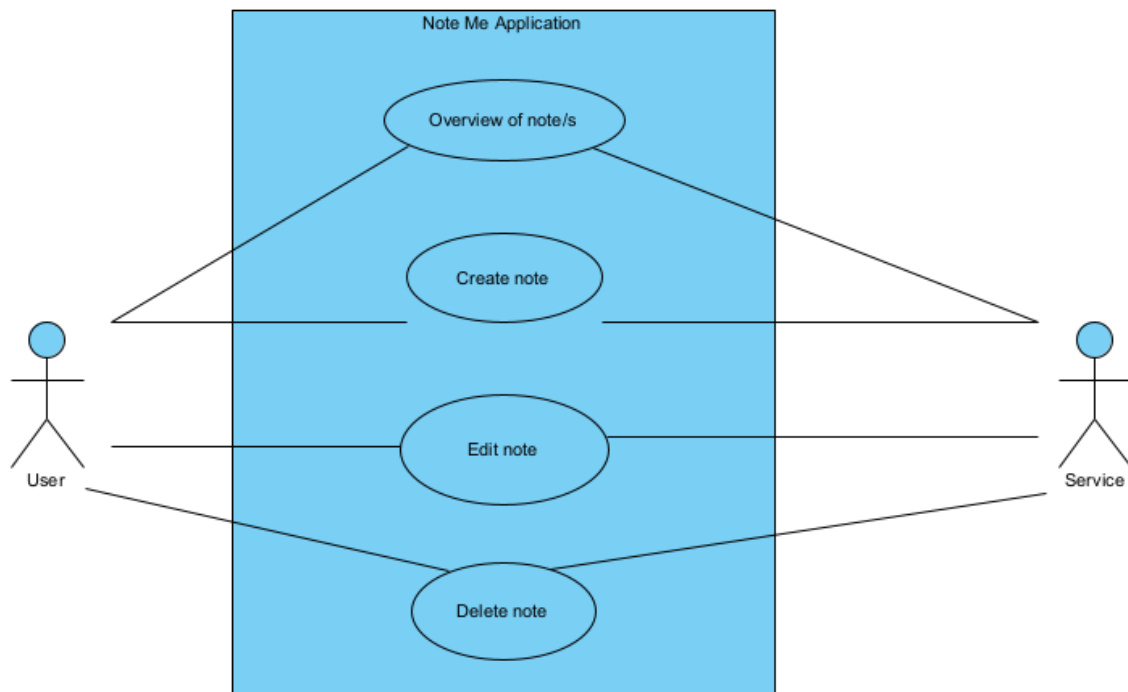 Note Me Application
Overview of note/s
Create note
Edit note
User
Service
Delete note